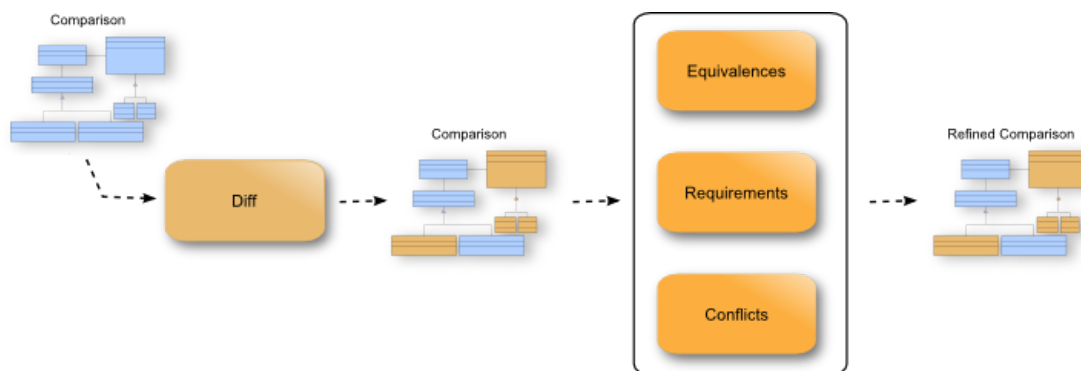 Comparison
Diff
Comparison
Equivalences
Requirements
Conflicts
Refined Comparison